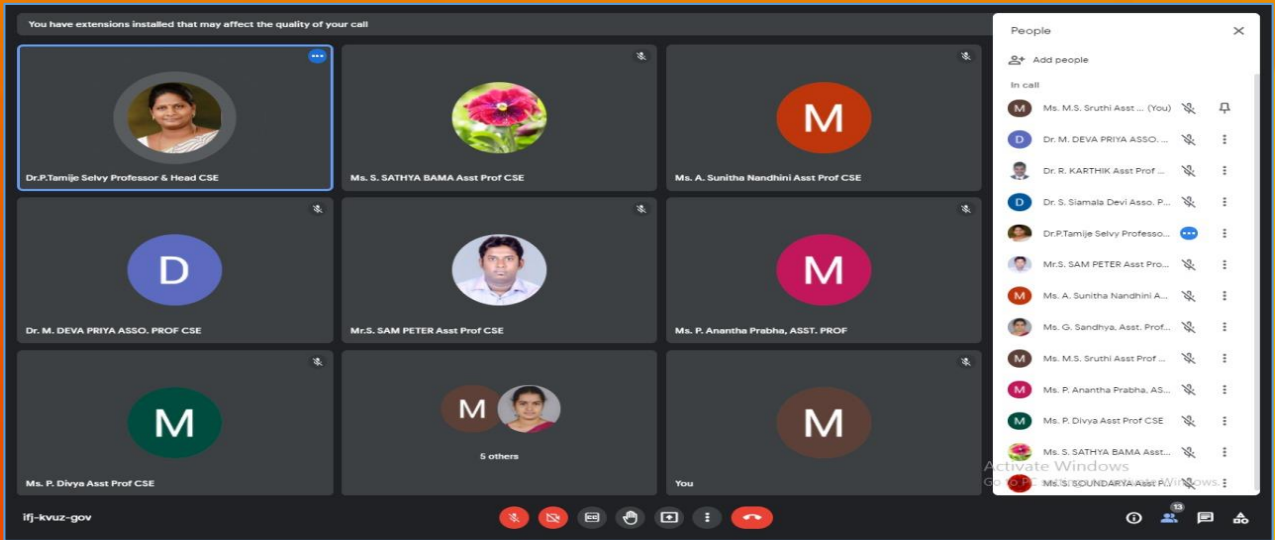 You have extensions installed that may affect the quality of your call
Dr.P.Tamije Selvy Professor & Head CSE
Ms. S. SATHYA BAMA Asst Prof CSE
M
Ms. A. Sunitha Nandhini Asst Prof CSE
D
Dr. M. DEVA PRIYA ASSO. PROF CSE
Mr.S. SAM PETER Asst Prof CSE
M
Ms. P. Anantha Prabha, ASST. PROF
M
Ms. P. Divya Asst Prof CSE
M
5 others
M
You
ifj-kvuz-gov
13
People
Add people
In call
M Ms. M.S. Sruthi Asst ... (You)
D Dr. M. DEVA PRIYA ASSO. ...
Dr. R. KARTHIK Asst Prof ...
D Dr. S. Siamala Devi Asso. P...
Dr.P.Tamije Selvy Professo...
Mr.S. SAM PETER Asst Pro...
M Ms. A. Sunitha Nandhini A...
Ms. G. Sandhya, Asst. Prof...
M Ms. M.S. Sruthi Asst Prof ...
M Ms. P. Anantha Prabha, AS...
M Ms. P. Divya Asst Prof CSE
Ms. S. SATHYA BAMA Asst...
Activate Windows
Ms. S. SOUNDARYA Asst P...